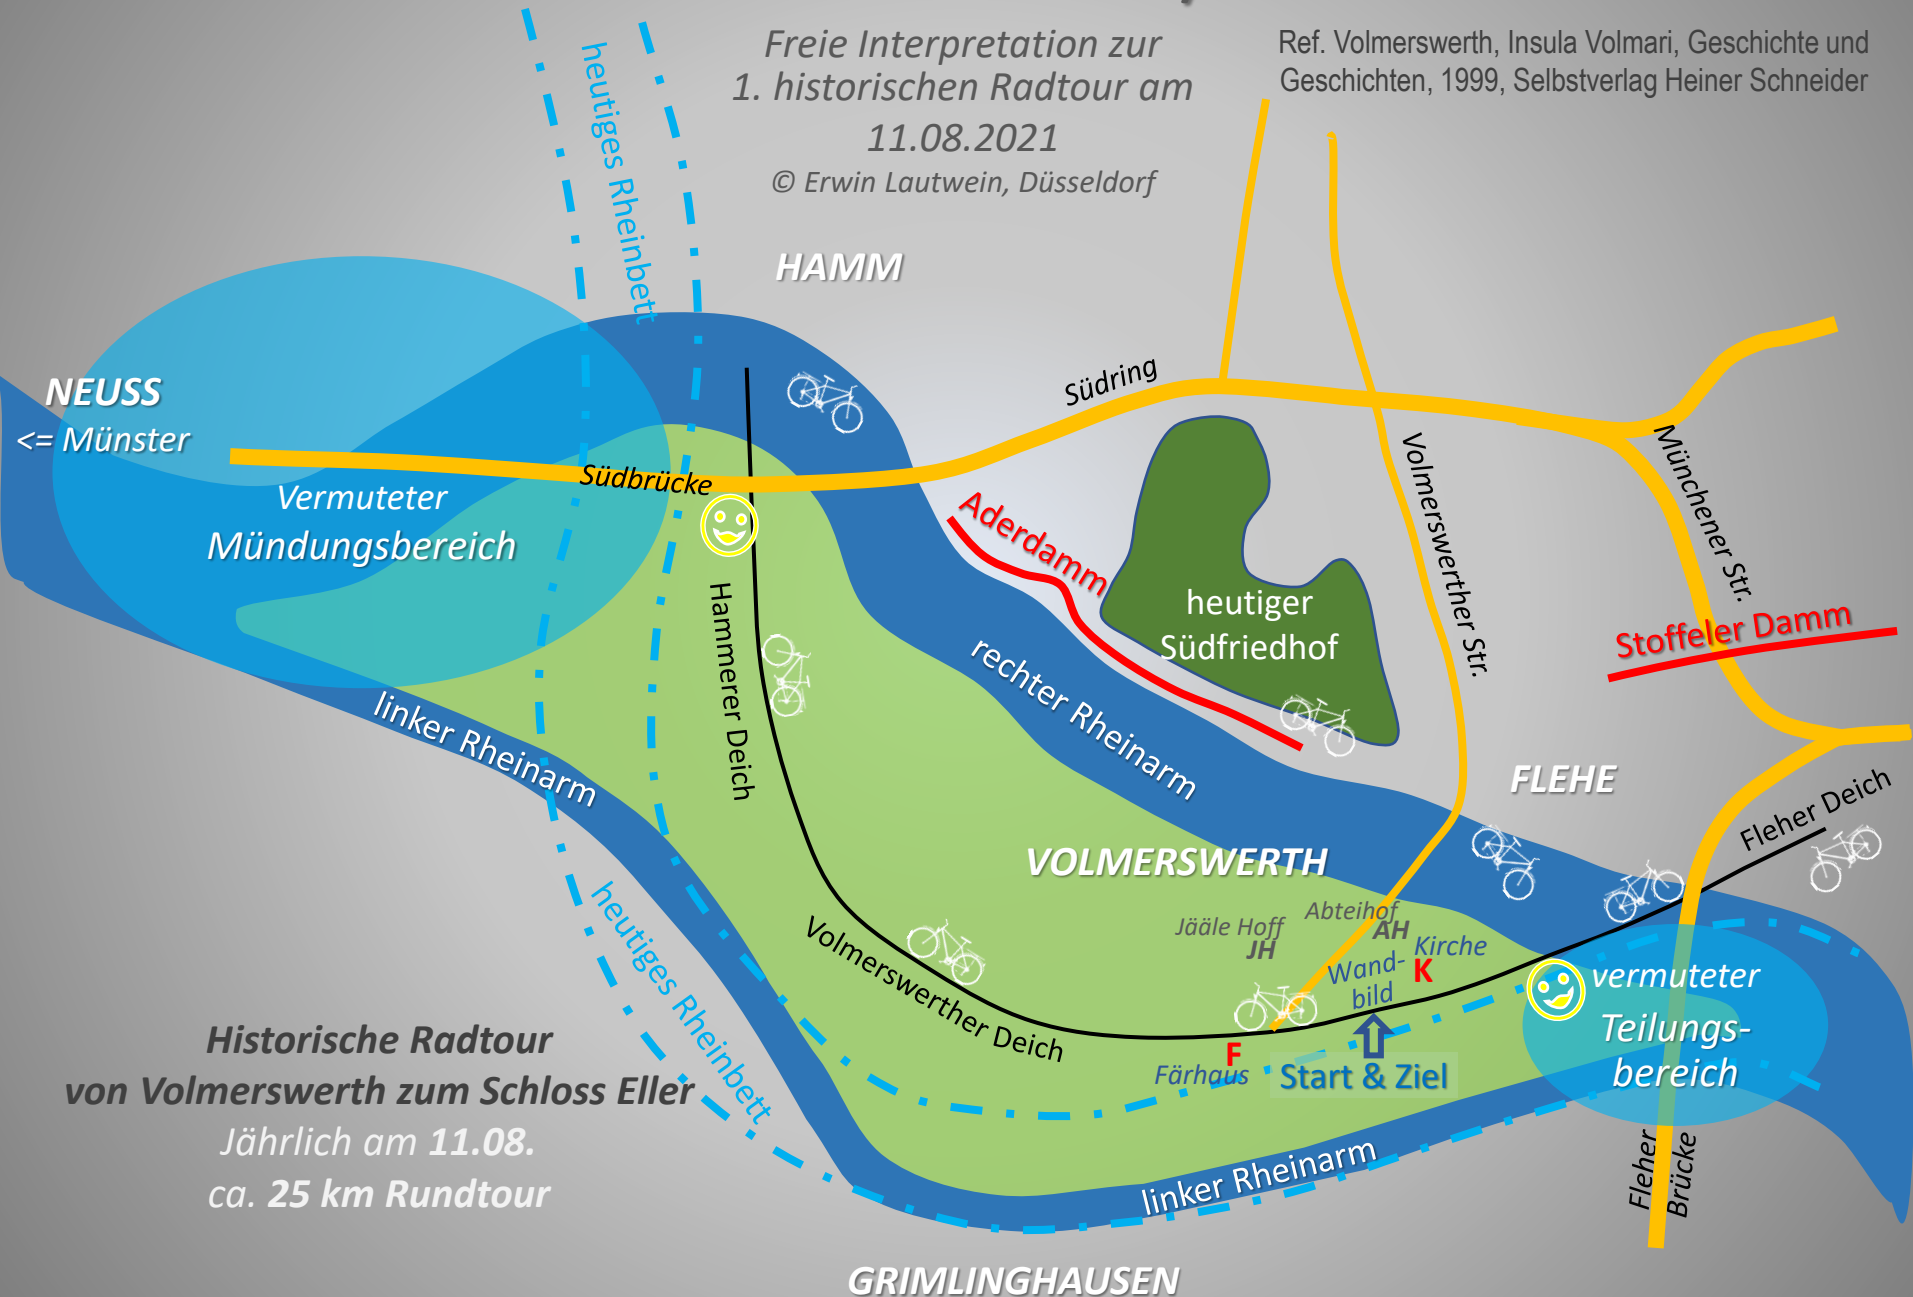 Freie Interpretation zur
1. historischen Radtour am
11.08.2021
© Erwin Lautwein, Düsseldorf
Ref. Volmerswerth, Insula Volmari, Geschichte und
Geschichten, 1999, Selbstverlag Heiner Schneider
heutiges Rheinbett
HAMM
NEUSS
<= Münster
Südring
Südbrücke
Vermuteter
Mündungsbereich
Aderdamm
heutiger
Südfriedhof
Volmerswerther Str.
Münchener Str.
Stoffeler Damm
Hammerer Deich
rechter Rheinarm
linker Rheinarm
FLEHE
Fleher Deich
VOLMERSWERTH
heutiges Rheinbett
Volmerswerther Deich
Jääle Hoff
JH
Abteihof
AH
Kirche
K
Wand-
bild
F
Färhaus
Start & Ziel
vermuteter
Teilungs-
bereich
Historische Radtour
von Volmerswerth zum Schloss Eller
Jährlich am 11.08.
ca. 25 km Rundtour
linker Rheinarm
Fleher
Brücke
GRIMLINGHAUSEN